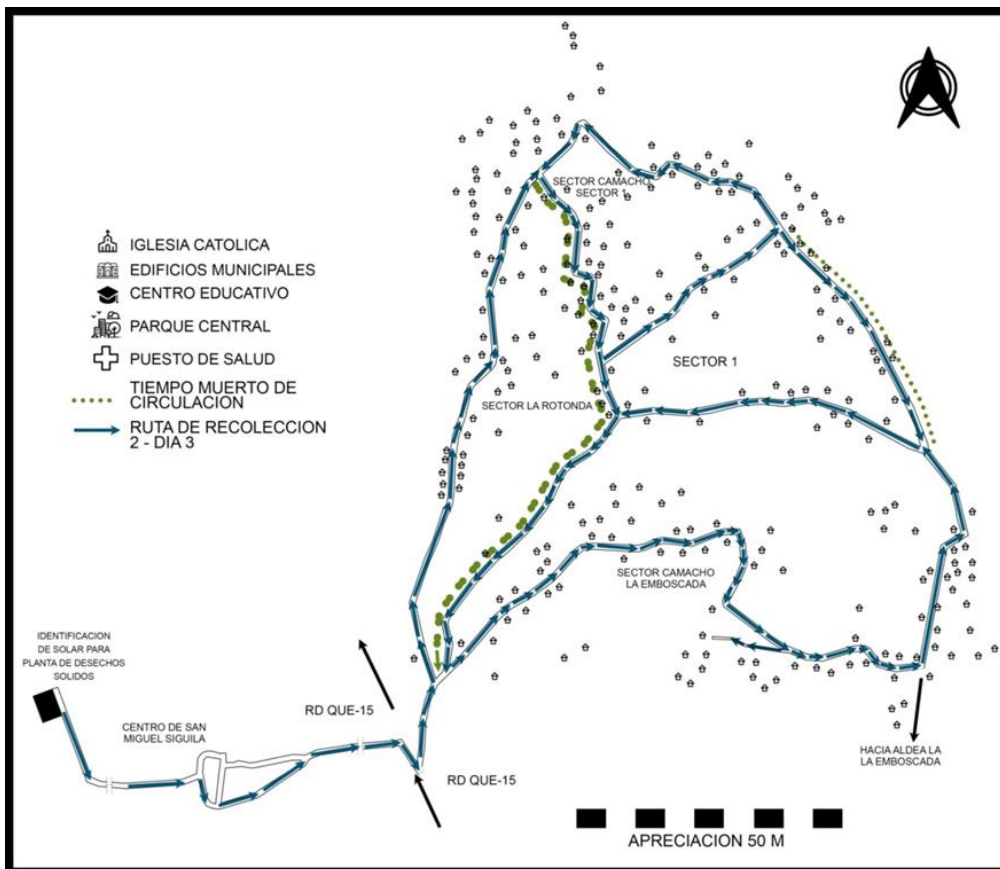 SECTOR CAMACHO
SECTOR 1
IGLESIA CATOLICA
EDIFICIOS MUNICIPALES
CENTRO EDUCATIVO
PARQUE CENTRAL
PUESTO DE SALUD
TIEMPO MUERTO DE
CIRCULACION
RUTA DE RECOLECCION
2 - DIA 3
SECTOR 1
SECTOR LA ROTONDA
SECTOR CAMACHO
LA EMBOSCADA
IDENTIFICACION
DE SOLAR PARA
PLANTA DE DESECHOS
SOLIDOS
RD QUE-15
CENTRO DE SAN
MIGUEL SIGUILA
RD QUE-15
HACIA ALDEA LA
LA EMBOSCADA
APRECIACION 50 M